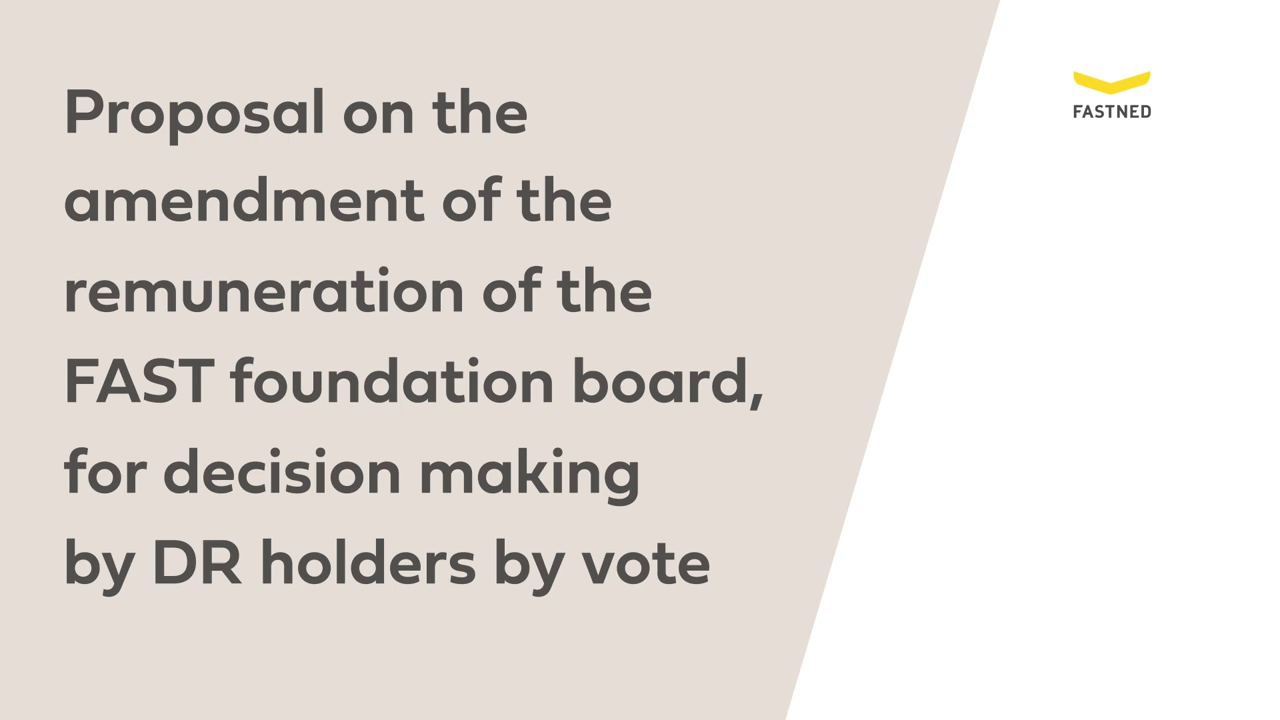 Proposal on the
amendment of the
remuneration of the
FAST foundation board,
for decision making
by DR holders by vote
FASTNED